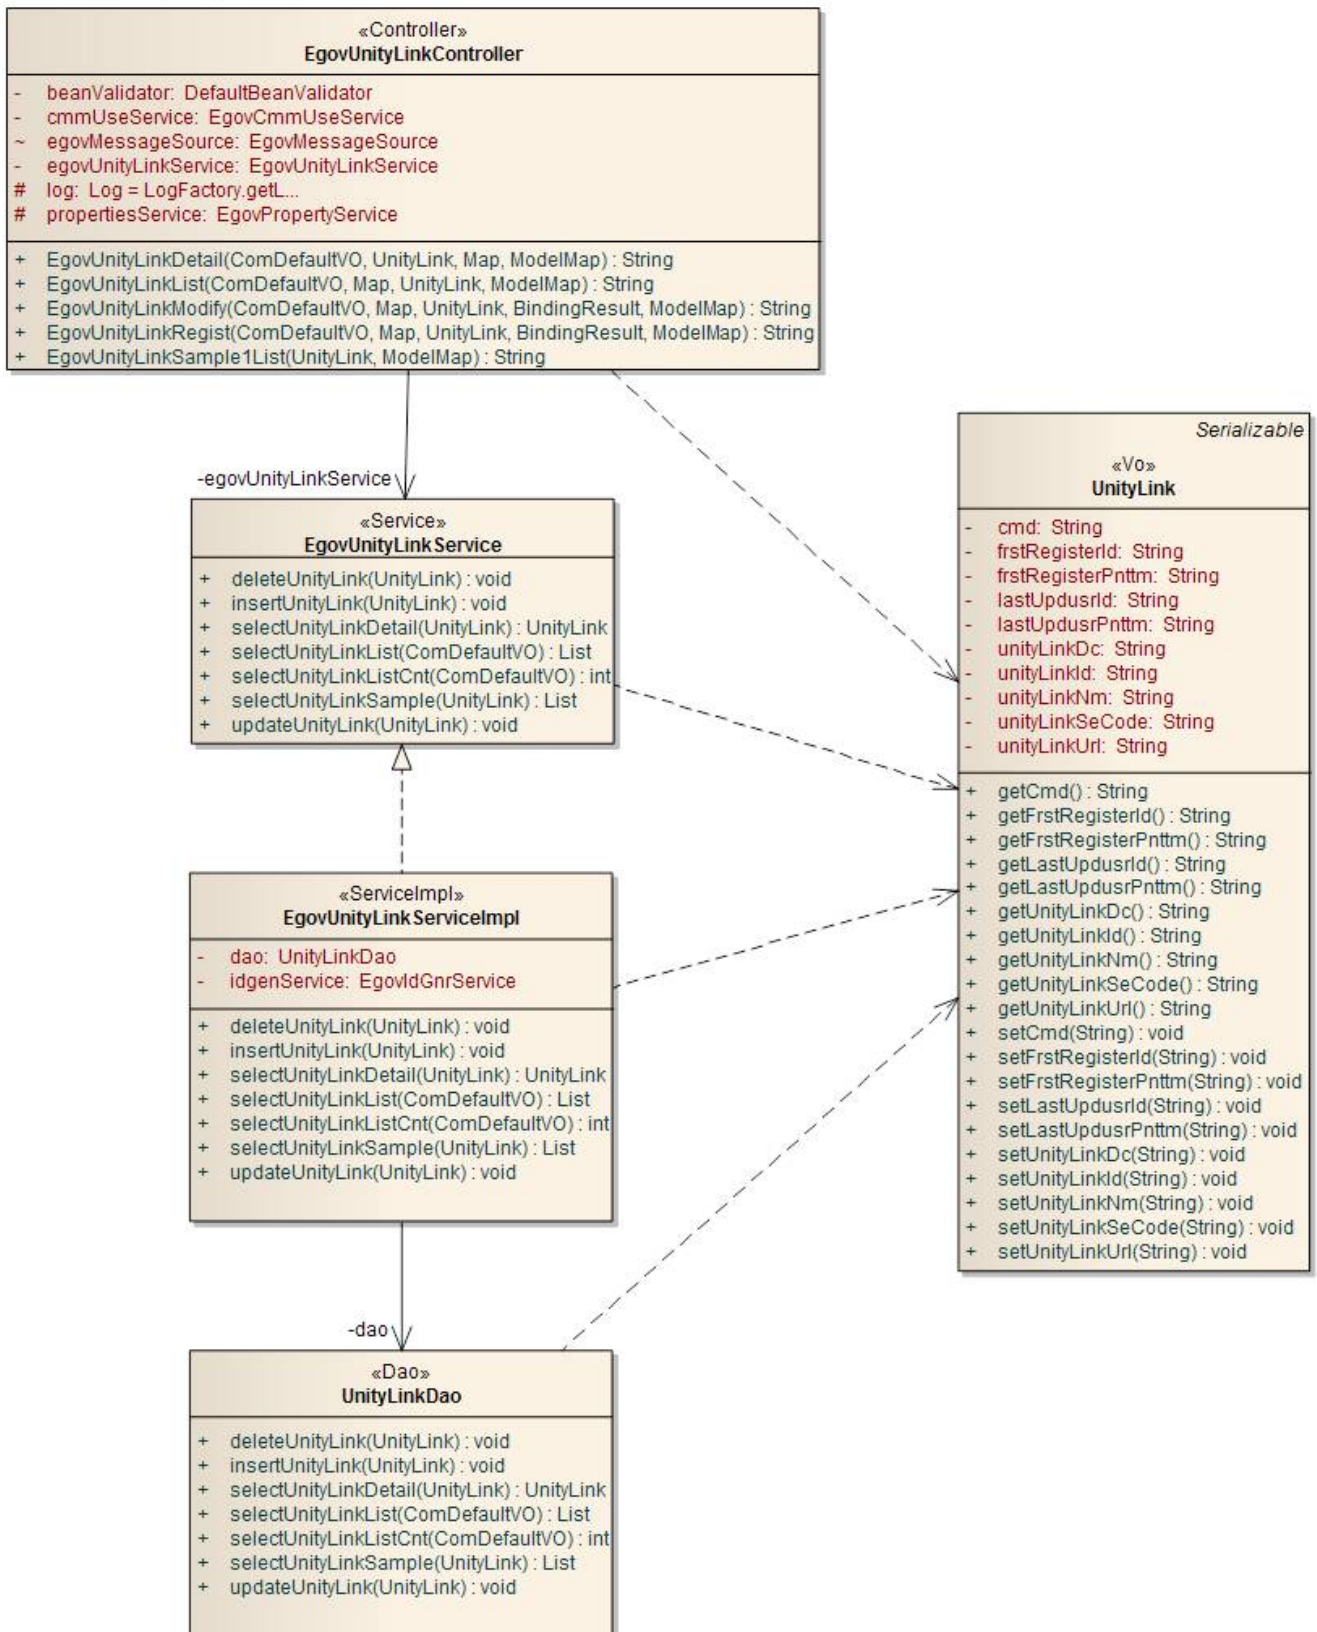 «Controller»
EgovUnityLinkController
- beanValidator: DefaultBeanValidator
- cmmUseService: EgovCmmUseService
~ egovMessageSource: EgovMessageSource
- egovUnityLinkService: EgovUnityLinkService
# log: Log = LogFactory.getL...
# propertiesService: EgovPropertyService
+ EgovUnityLinkDetail(ComDefaultVO, UnityLink, Map, ModelMap) : String
+ EgovUnityLinkList(ComDefaultVO, Map, UnityLink, ModelMap) : String
+ EgovUnityLinkModify(ComDefaultVO, Map, UnityLink, BindingResult, ModelMap) : String
+ EgovUnityLinkRegist(ComDefaultVO, Map, UnityLink, BindingResult, ModelMap) : String
+ EgovUnityLinkSample1List(UnityLink, ModelMap) : String
-egovUnityLinkService
«Service»
EgovUnityLinkService
+ deleteUnityLink(UnityLink) : void
+ insertUnityLink(UnityLink) : void
+ selectUnityLinkDetail(UnityLink) : UnityLink
+ selectUnityLinkList(ComDefaultVO) : List
+ selectUnityLinkListCnt(ComDefaultVO) : int
+ selectUnityLinkSample(UnityLink) : List
+ updateUnityLink(UnityLink) : void
«ServiceImpl»
EgovUnityLinkServiceImpl
- dao: UnityLinkDao
- idgenService: EgovIdGnrService
+ deleteUnityLink(UnityLink) : void
+ insertUnityLink(UnityLink) : void
+ selectUnityLinkDetail(UnityLink) : UnityLink
+ selectUnityLinkList(ComDefaultVO) : List
+ selectUnityLinkListCnt(ComDefaultVO) : int
+ selectUnityLinkSample(UnityLink) : List
+ updateUnityLink(UnityLink) : void
-dao
«Dao»
UnityLinkDao
+ deleteUnityLink(UnityLink) : void
+ insertUnityLink(UnityLink) : void
+ selectUnityLinkDetail(UnityLink) : UnityLink
+ selectUnityLinkList(ComDefaultVO) : List
+ selectUnityLinkListCnt(ComDefaultVO) : int
+ selectUnityLinkSample(UnityLink) : List
+ updateUnityLink(UnityLink) : void
Serializable
«Vo»
UnityLink
- cmd: String
- frstRegisterId: String
- frstRegisterPnttm: String
- lastUpdusrId: String
- lastUpdusrPnttm: String
- unityLinkDc: String
- unityLinkId: String
- unityLinkNm: String
- unityLinkSeCode: String
- unityLinkUrl: String
+ getCmd() : String
+ getFrstRegisterId() : String
+ getFrstRegisterPnttm() : String
+ getLastUpdusrId() : String
+ getLastUpdusrPnttm() : String
+ getUnityLinkDc() : String
+ getUnityLinkId() : String
+ getUnityLinkNm() : String
+ getUnityLinkSeCode() : String
+ getUnityLinkUrl() : String
+ setCmd(String) : void
+ setFrstRegisterId(String) : void
+ setFrstRegisterPnttm(String) : void
+ setLastUpdusrId(String) : void
+ setLastUpdusrPnttm(String) : void
+ setUnityLinkDc(String) : void
+ setUnityLinkId(String) : void
+ setUnityLinkNm(String) : void
+ setUnityLinkSeCode(String) : void
+ setUnityLinkUrl(String) : void